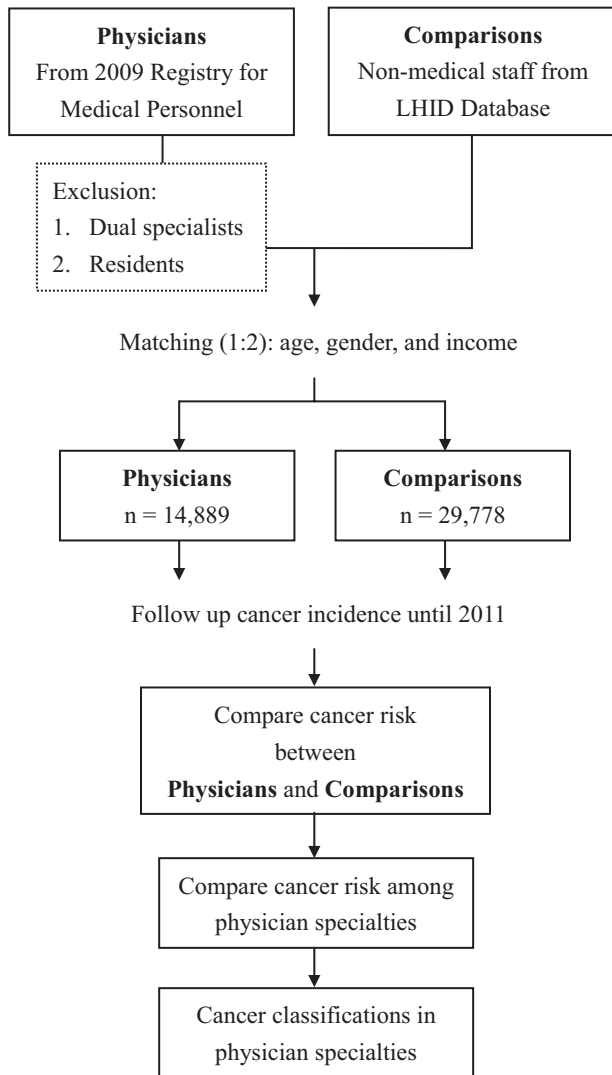 Physicians
From 2009 Registry for
Medical Personnel
Comparisons
Non-medical staff from
LHID Database
Exclusion:
1. Dual specialists
2. Residents
Matching (1:2): age, gender, and income
Physicians
n = 14,889
Comparisons
n = 29,778
Follow up cancer incidence until 2011
Compare cancer risk
between
Physicians and Comparisons
Compare cancer risk among
physician specialties
Cancer classifications in
physician specialties